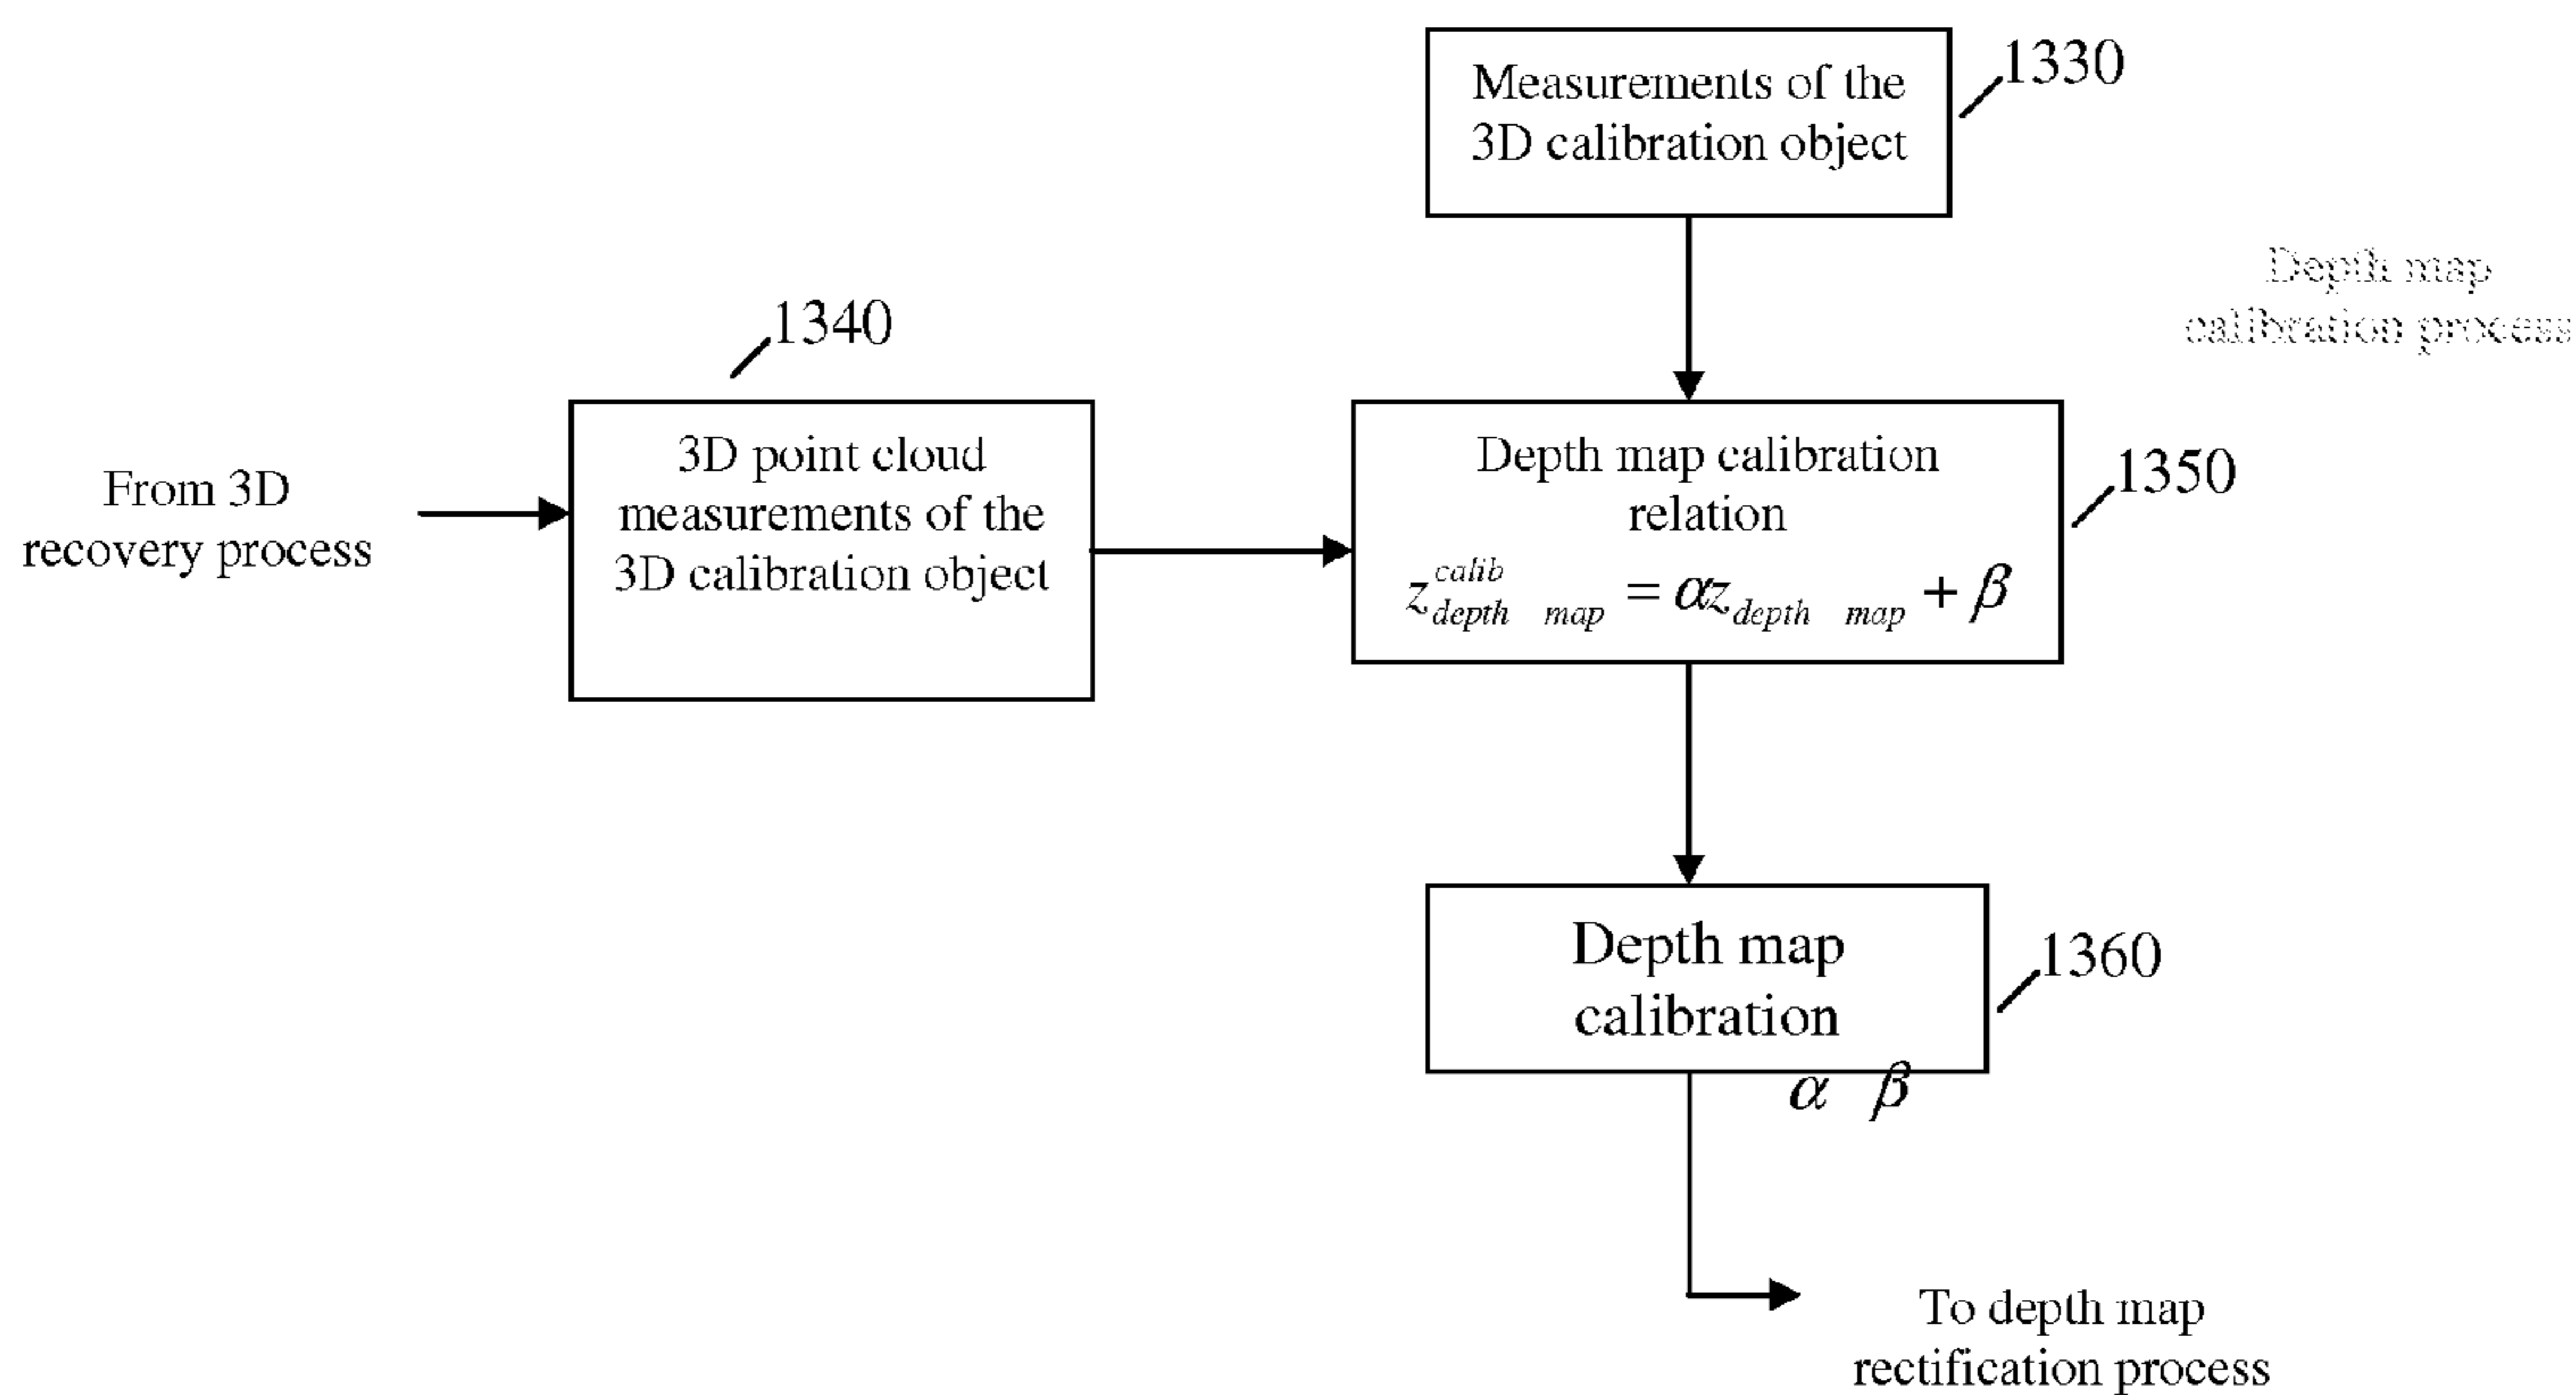 Measurements of the
3D calibration object
1330
Depth map
calibration process
1340
From 3D
recovery process
3D point cloud
measurements of the
3D calibration object
Depth map calibration
relation
z_{depth map}^{calib} = αz_{depth map} + β
1350
Depth map
calibration
1360
α β
To depth map
rectification process